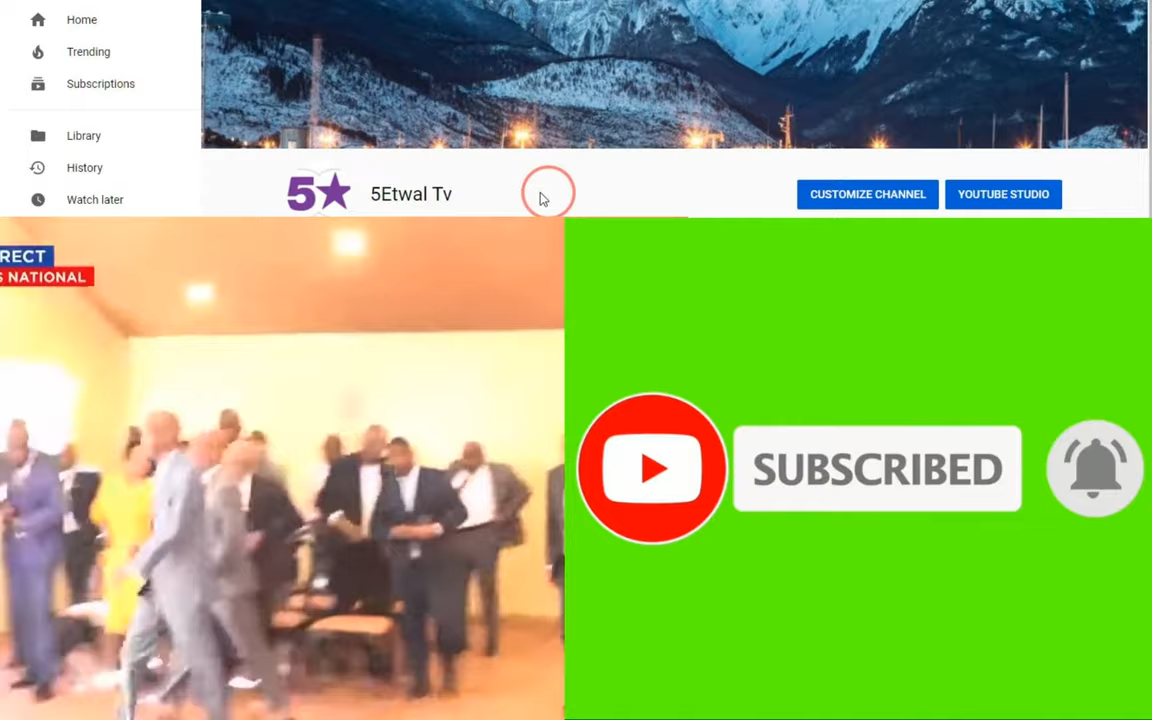 Home
Trending
Subscriptions
Library
History
Watch later
5★
5Etwal Tv
CUSTOMIZE CHANNEL
YOUTUBE STUDIO
RECT
S NATIONAL
SUBSCRIBED